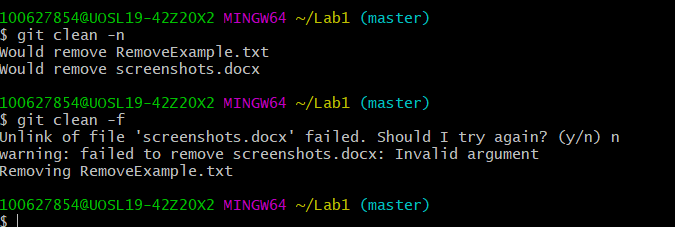 100627854@UOSL19-42Z20X2 MINGW64 ~/Lab1 (master)
$ git clean -n
Would remove RemoveExample.txt
Would remove screenshots.docx
100627854@UOSL19-42Z20X2 MINGW64 ~/Lab1 (master)
$ git clean -f
Unlink of file 'screenshots.docx' failed. Should I try again? (y/n) n
warning: failed to remove screenshots.docx: Invalid argument
Removing RemoveExample.txt
100627854@UOSL19-42Z20X2 MINGW64 ~/Lab1 (master)
$